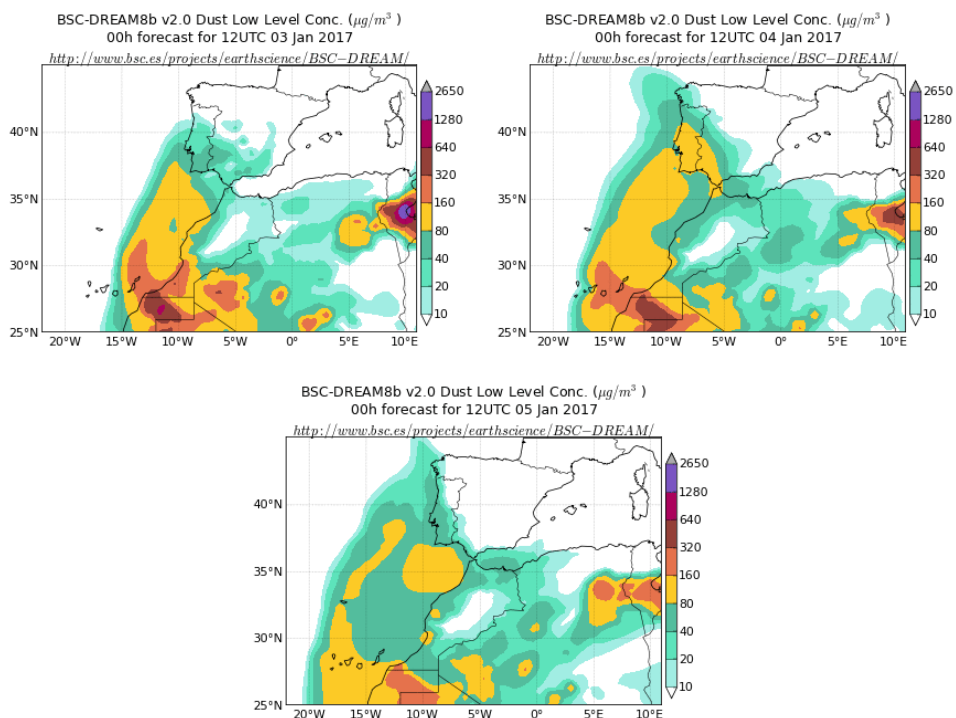 BSC-DREAM8b v2.0 Dust Low Level Conc. (μg/m³ )
00h forecast for 12UTC 03 Jan 2017
http://www.bsc.es/projects/earthscience/BSC−DREAM/
40°N
35°N
30°N
25°N
20°W
15°W
10°W
5°W
0°E
5°E
10°E
2650
1280
640
320
160
80
40
20
10
BSC-DREAM8b v2.0 Dust Low Level Conc. (μg/m³ )
00h forecast for 12UTC 04 Jan 2017
http://www.bsc.es/projects/earthscience/BSC−DREAM/
40°N
35°N
30°N
25°N
20°W
15°W
10°W
5°W
0°E
5°E
10°E
2650
1280
640
320
160
80
40
20
10
BSC-DREAM8b v2.0 Dust Low Level Conc. (μg/m³ )
00h forecast for 12UTC 05 Jan 2017
http://www.bsc.es/projects/earthscience/BSC−DREAM/
40°N
35°N
30°N
25°N
20°W
15°W
10°W
5°W
0°E
5°E
10°E
2650
1280
640
320
160
80
40
20
10